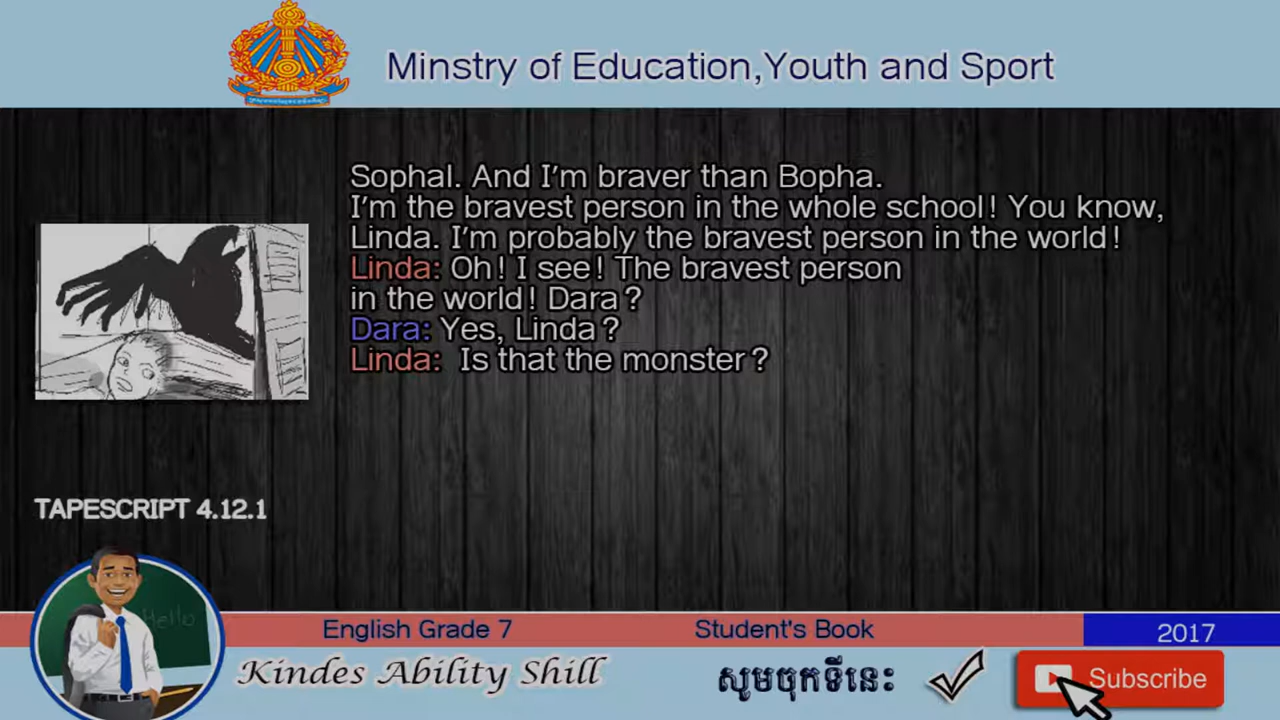 Minstry of Education,Youth and Sport
Sophal. And I'm braver than Bopha.
I'm the bravest person in the whole school! You know,
Linda. I'm probably the bravest person in the world!
Linda: Oh! I see! The bravest person
in the world! Dara?
Dara: Yes, Linda?
Linda: Is that the monster?
TAPESCRIPT 4.12.1
Hello
English Grade 7
Student's Book
2017
Kindes Ability Shill
សូមចុកទីនេះ
Subscribe